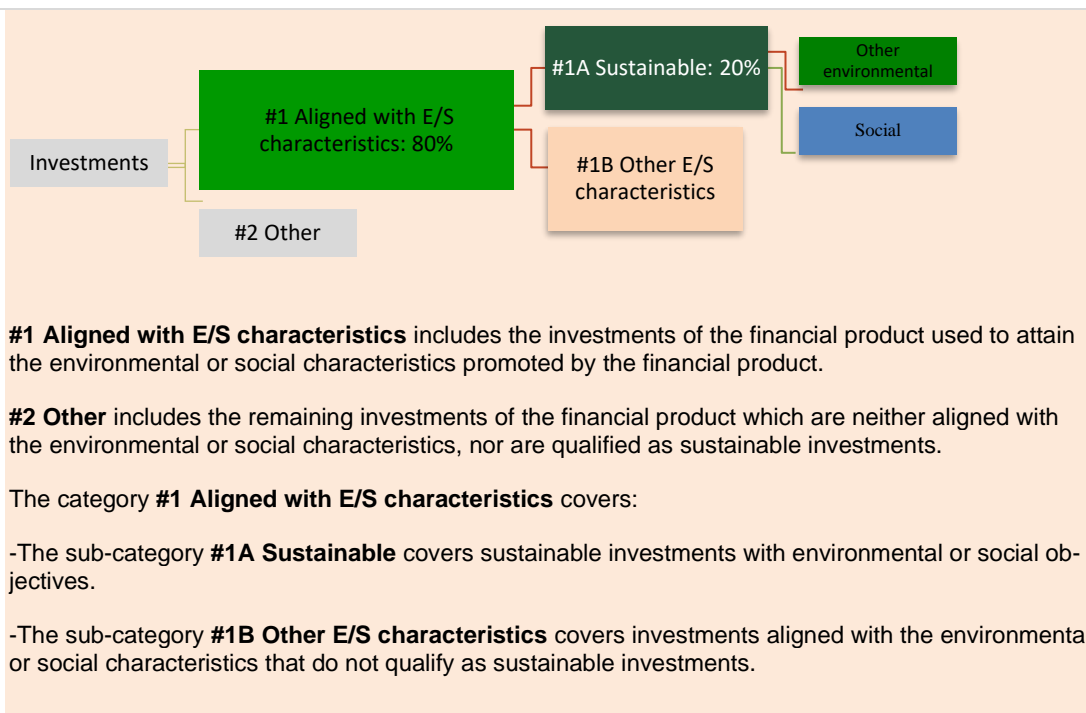 Investments
#1 Aligned with E/S
characteristics: 80%
#2 Other
#1A Sustainable: 20%
#1B Other E/S
characteristics
Other
environmental
Social
#1 Aligned with E/S characteristics includes the investments of the financial product used to attain
the environmental or social characteristics promoted by the financial product.
#2 Other includes the remaining investments of the financial product which are neither aligned with
the environmental or social characteristics, nor are qualified as sustainable investments.
The category #1 Aligned with E/S characteristics covers:
-The sub-category #1A Sustainable covers sustainable investments with environmental or social ob-
jectives.
-The sub-category #1B Other E/S characteristics covers investments aligned with the environmenta
or social characteristics that do not qualify as sustainable investments.